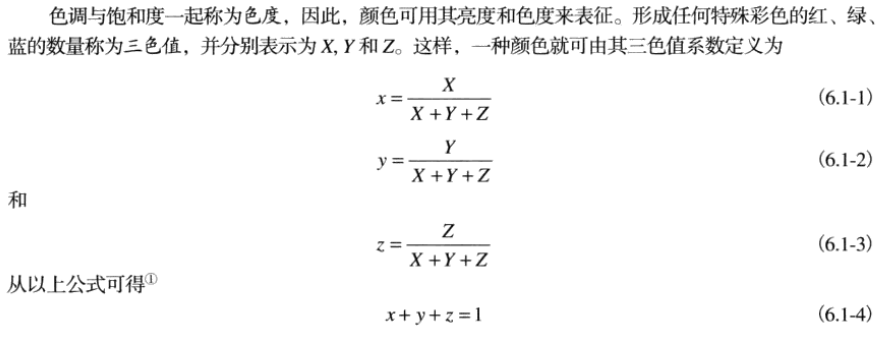 色调与饱和度一起称为色度，因此，颜色可用其亮度和色度来表征。形成任何特殊彩色的红、绿、
蓝的数量称为三色值，并分别表示为 X, Y 和 Z。这样，一种颜色就可由其三色值系数定义为
x = X / (X + Y + Z) (6.1-1)
y = Y / (X + Y + Z) (6.1-2)
和
z = Z / (X + Y + Z) (6.1-3)
从以上公式可得①
x + y + z = 1 (6.1-4)